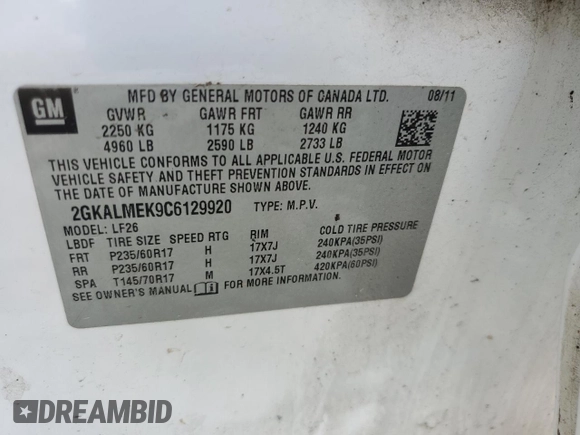 GM
MFD BY GENERAL MOTORS OF CANADA LTD. 08/11
GVWR GAWR FRT GAWR RR
2250 KG 1175 KG 1240 KG
4960 LB 2590 LB 2733 LB
THIS VEHICLE CONFORMS TO ALL APPLICABLE U.S. FEDERAL MOTOR
VEHICLE SAFETY, BUMPER, AND THEFT PREVENTION STANDARDS IN EFFECT ON
THE DATE OF MANUFACTURE SHOWN ABOVE.
2GKALMEK9C6129920 TYPE: M.P.V.
MODEL: LF26
LBDF TIRE SIZE SPEED RTG RIM COLD TIRE PRESSURE
FRT P235/60R17 H 17X7J 240KPA(35PSI)
RR P235/60R17 H 17X7J 240KPA(35PSI)
SPA T145/70R17 M 17X4.5T 420KPA(60PSI)
SEE OWNER'S MANUAL FOR MORE INFORMATION.
DREAMBID